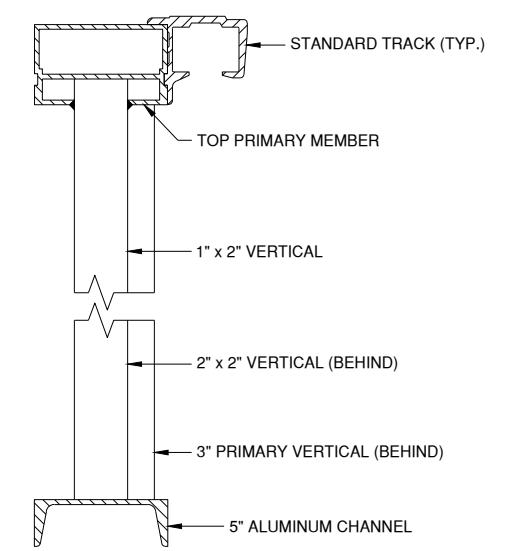 STANDARD TRACK (TYP.)
TOP PRIMARY MEMBER
1" x 2" VERTICAL
2" x 2" VERTICAL (BEHIND)
3" PRIMARY VERTICAL (BEHIND)
5" ALUMINUM CHANNEL